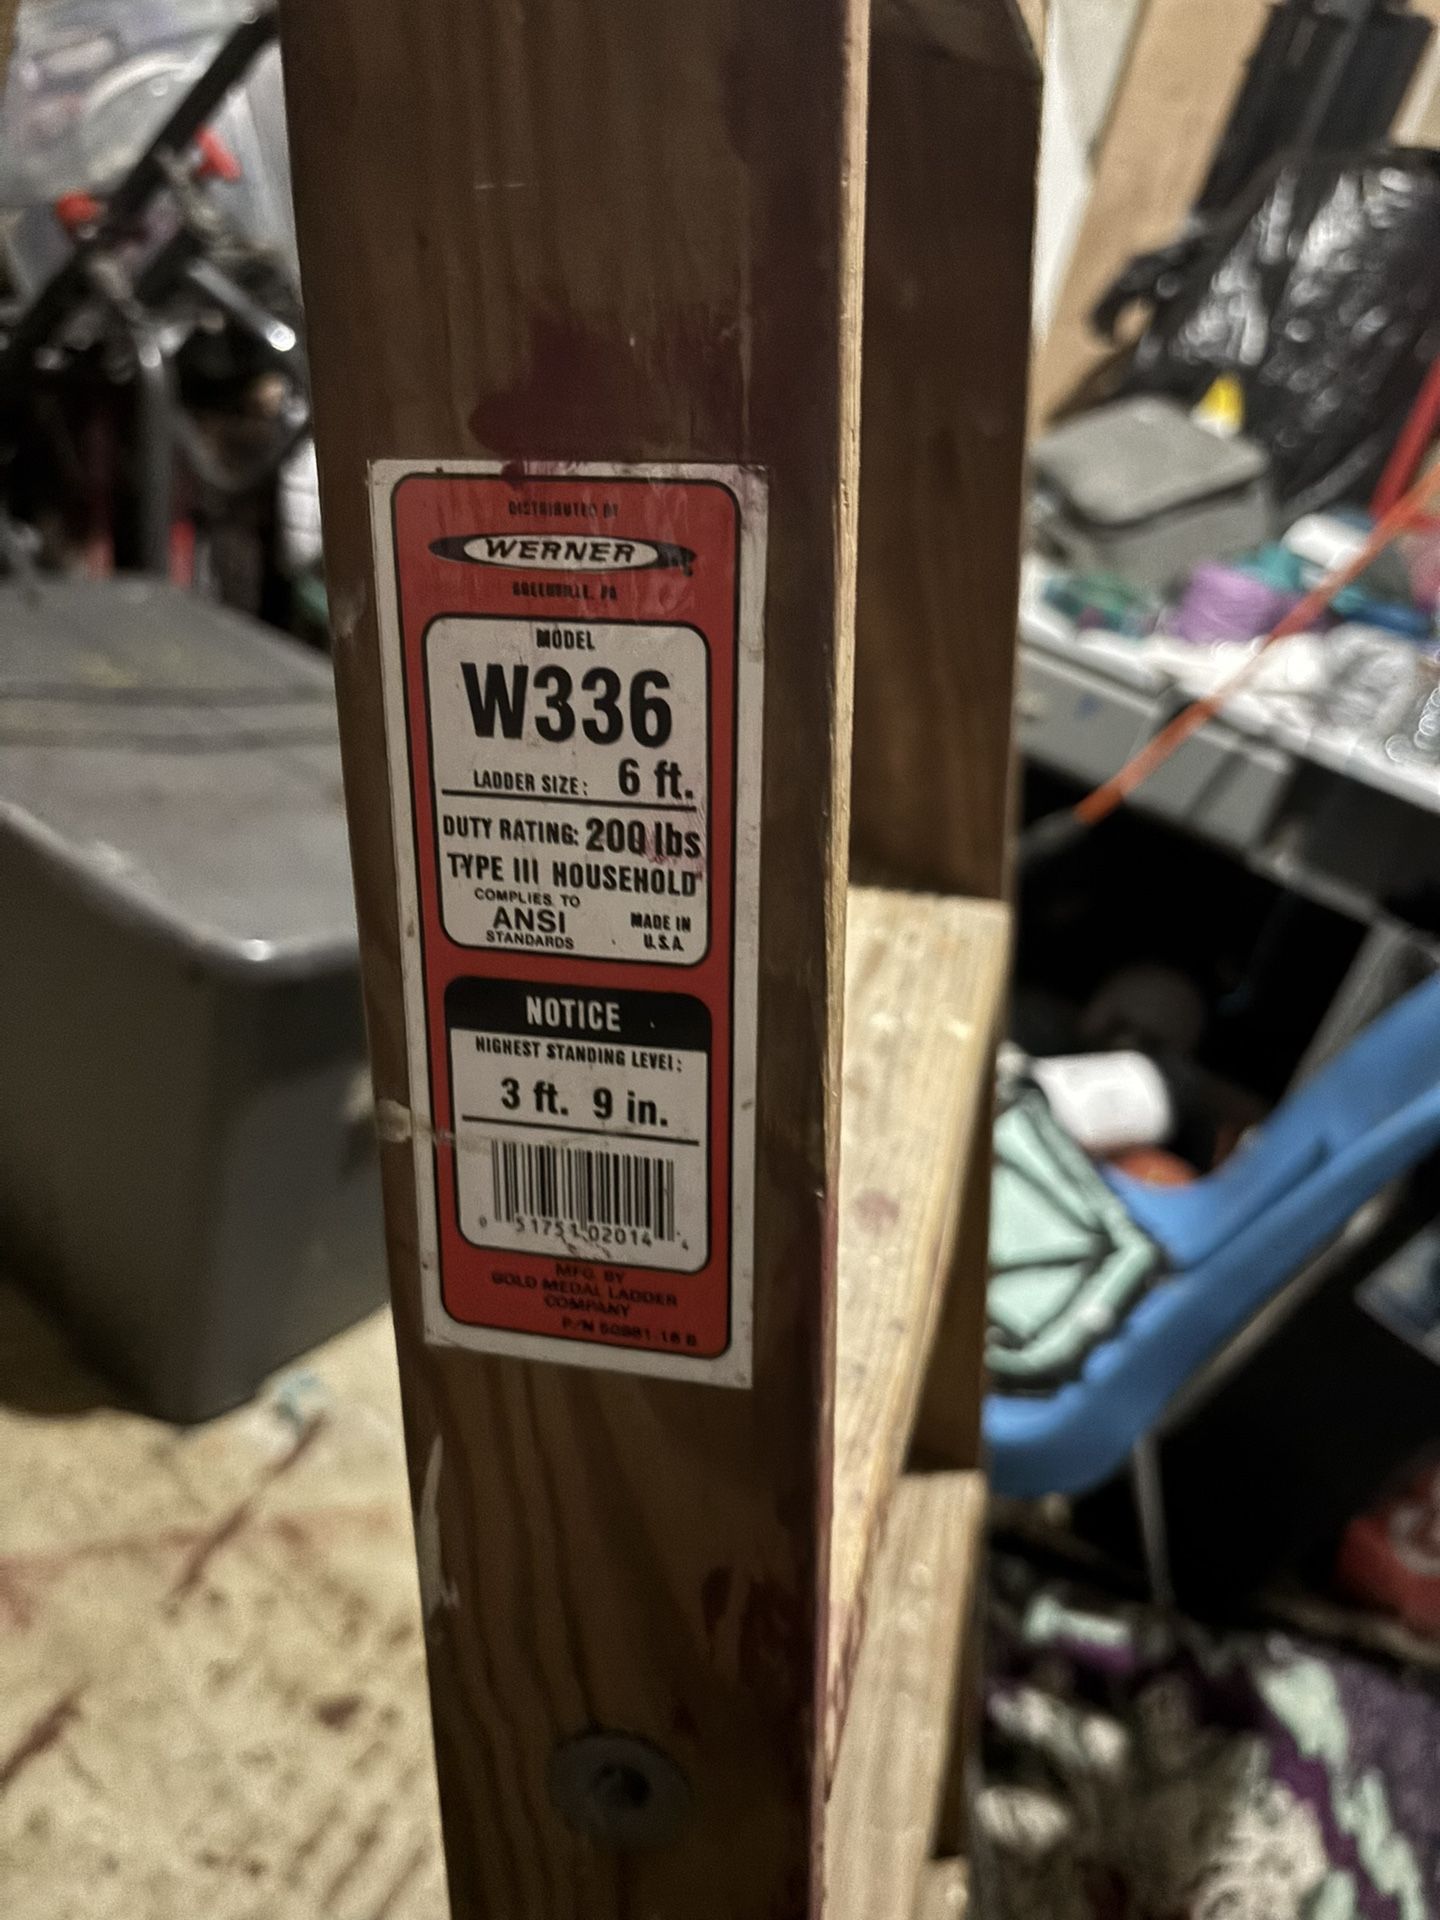 DISTRIBUTED BY
WERNER
GREENVILLE, PA
MODEL
W336
LADDER SIZE: 6 ft.
DUTY RATING: 200 lbs
TYPE III HOUSEHOLD
COMPLIES TO
ANSI
STANDARDS
MADE IN
U.S.A.
NOTICE
HIGHEST STANDING LEVEL:
3 ft. 9 in.
0 51751 02014 4
MFG. BY
GOLD MEDAL LADDER
COMPANY
P/N